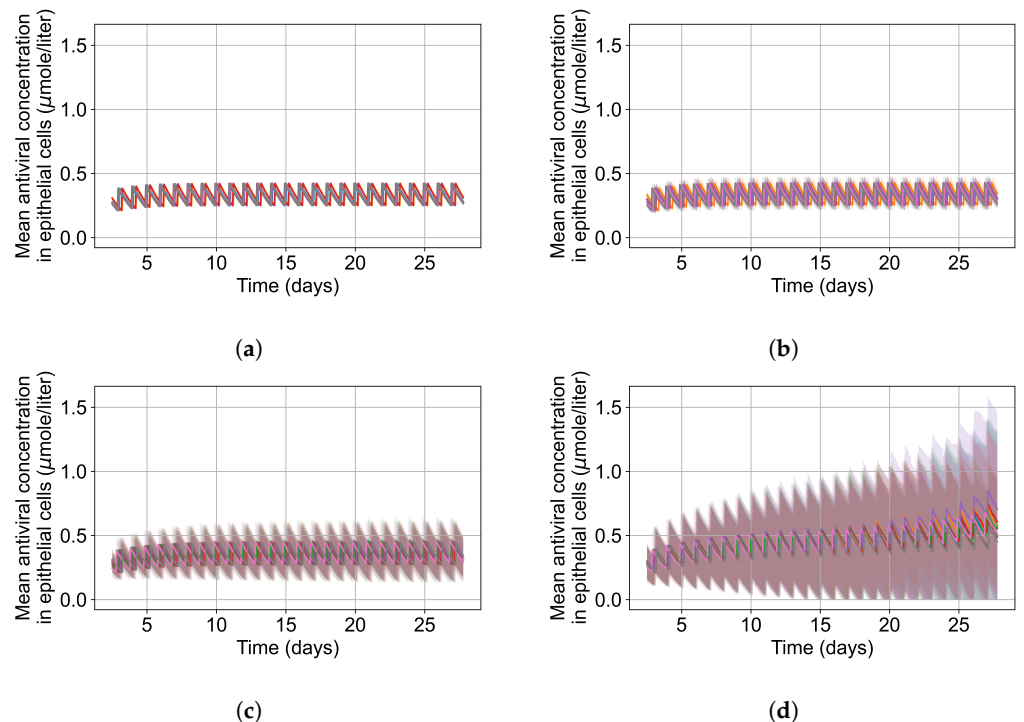 Mean antiviral concentration
in epithelial cells (μmole/liter)
1.5
1.0
0.5
0.0
5 10 15 20 25
Time (days)
(a)
Mean antiviral concentration
in epithelial cells (μmole/liter)
1.5
1.0
0.5
0.0
5 10 15 20 25
Time (days)
(b)
Mean antiviral concentration
in epithelial cells (μmole/liter)
1.5
1.0
0.5
0.0
5 10 15 20 25
Time (days)
(c)
Mean antiviral concentration
in epithelial cells (μmole/liter)
1.5
1.0
0.5
0.0
5 10 15 20 25
Time (days)
(d)